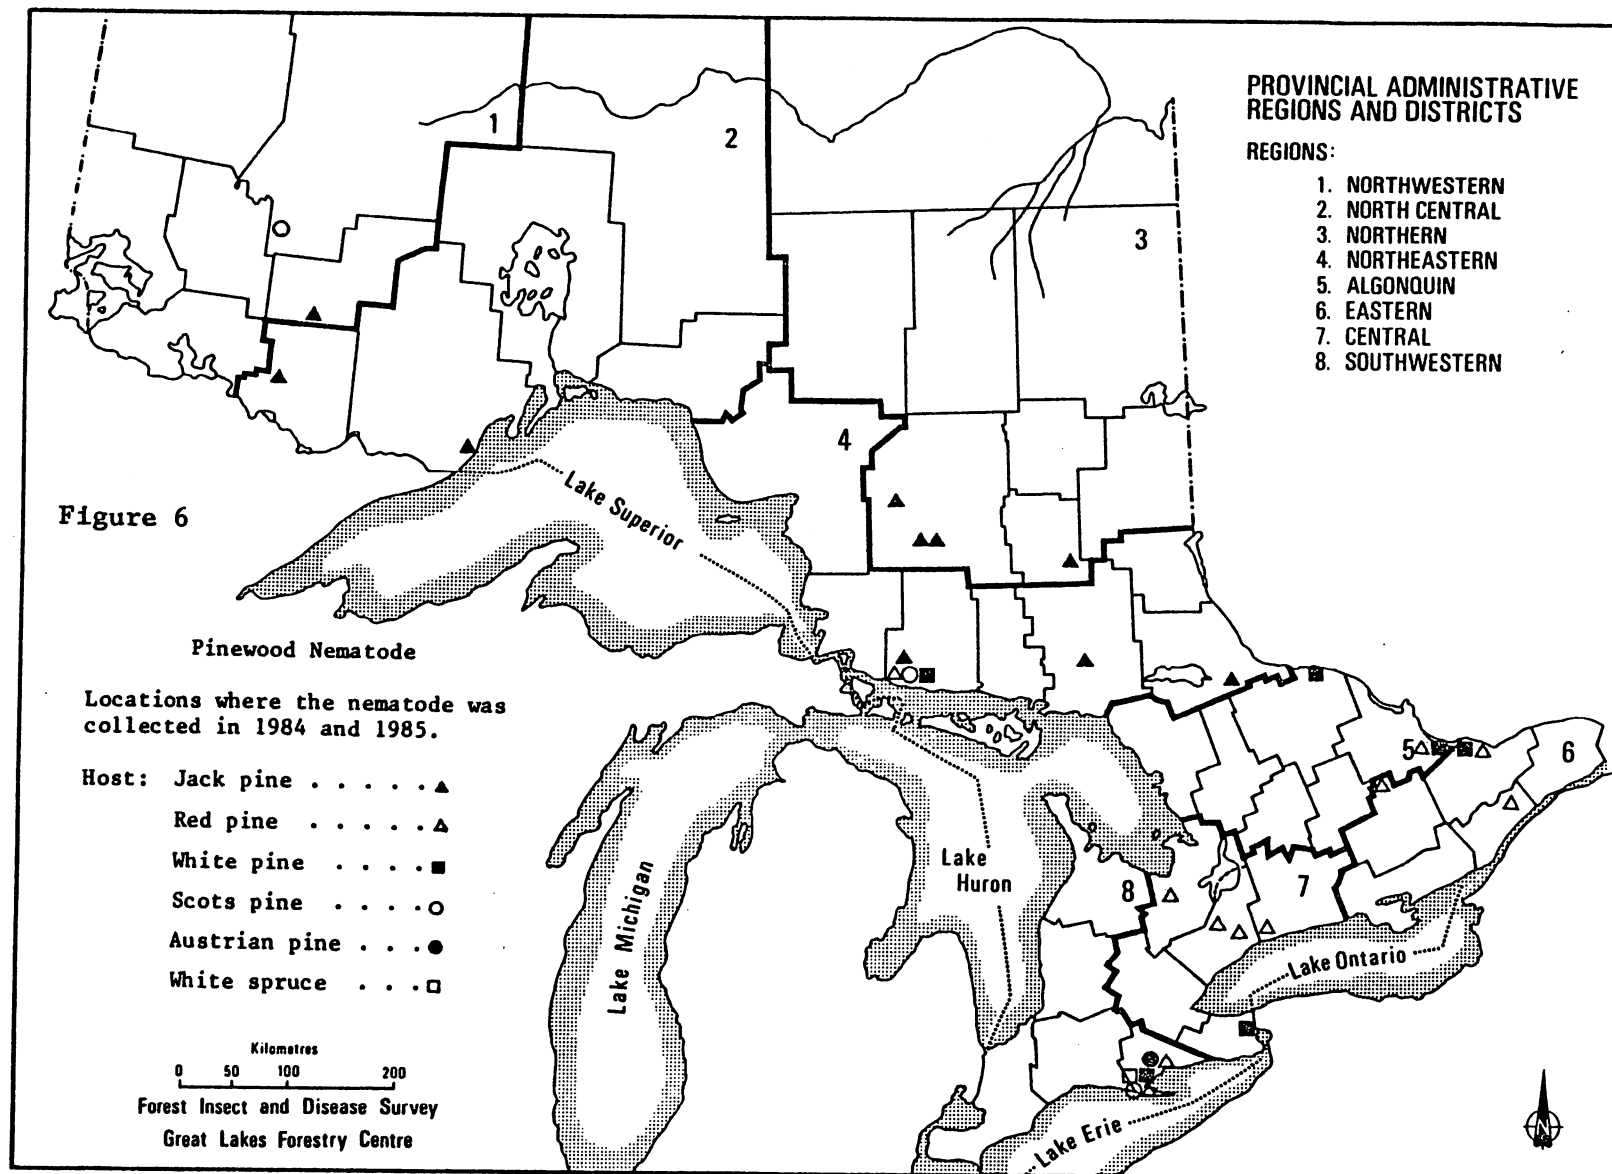 PROVINCIAL ADMINISTRATIVE
REGIONS AND DISTRICTS
REGIONS:
1. NORTHWESTERN
2. NORTH CENTRAL
3. NORTHERN
4. NORTHEASTERN
5. ALGONQUIN
6. EASTERN
7. CENTRAL
8. SOUTHWESTERN
1
2
3
4
5
6
7
8
Lake Superior
Lake Michigan
Lake
Huron
Lake Ontario
Lake Erie
Figure 6
Pinewood Nematode
Locations where the nematode was
collected in 1984 and 1985.
Host: Jack pine . . . . . ▲
Red pine . . . . . △
White pine . . . . ■
Scots pine . . . . ○
Austrian pine . . . ●
White spruce . . . □
Kilometres
0 50 100 200
Forest Insect and Disease Survey
Great Lakes Forestry Centre
N